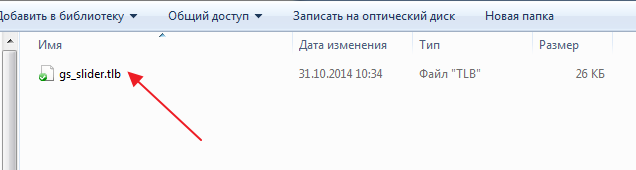 Добавить в библиотеку Общий доступ Записать на оптический диск Новая папка
Имя Дата изменения Тип Размер
gs_slider.tlb 31.10.2014 10:34 Файл "TLB" 26 КБ